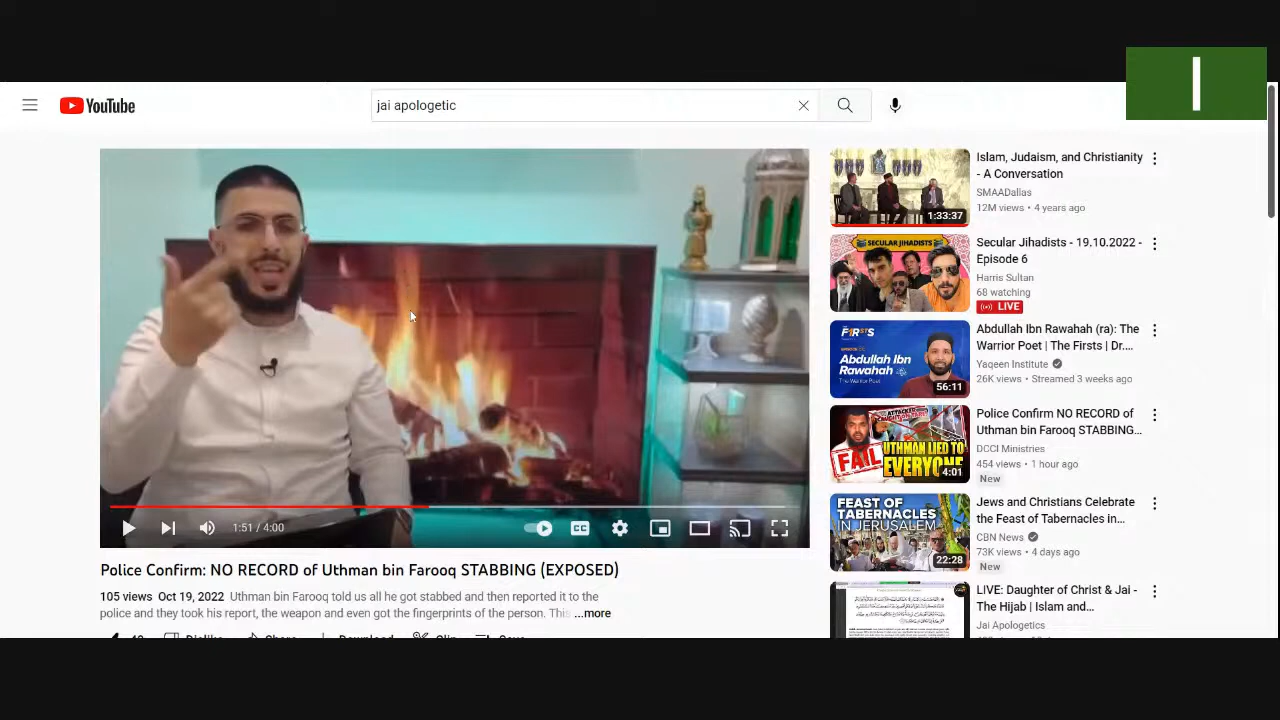 I
YouTube
jai apologetic
1:51 / 4:00
CC
Police Confirm: NO RECORD of Uthman bin Farooq STABBING (EXPOSED)
105 views Oct 19, 2022 Uthman bin Farooq told us all he got stabbed and then reported it to the
police and they took his report, the weapon and even got the fingerprints of the person. This ...more
1:33:37
Islam, Judaism, and Christianity
- A Conversation
SMAADallas
12M views • 4 years ago
SECULAR JIHADISTS
Secular Jihadists - 19.10.2022 -
Episode 6
Harris Sultan
68 watching
LIVE
Abdullah Ibn
Rawahah
The Warrior Poet
56:11
Abdullah Ibn Rawahah (ra): The
Warrior Poet | The Firsts | Dr....
Yaqeen Institute
26K views • Streamed 3 weeks ago
FAIL
UTHMAN LIED TO
EVERYONE
4:01
Police Confirm NO RECORD of
Uthman bin Farooq STABBING...
DCCI Ministries
454 views • 1 hour ago
New
FEAST OF
TABERNACLES
IN JERUSALEM
22:28
Jews and Christians Celebrate
the Feast of Tabernacles in...
CBN News
73K views • 4 days ago
New
LIVE: Daughter of Christ & Jai -
The Hijab | Islam and...
Jai Apologetics